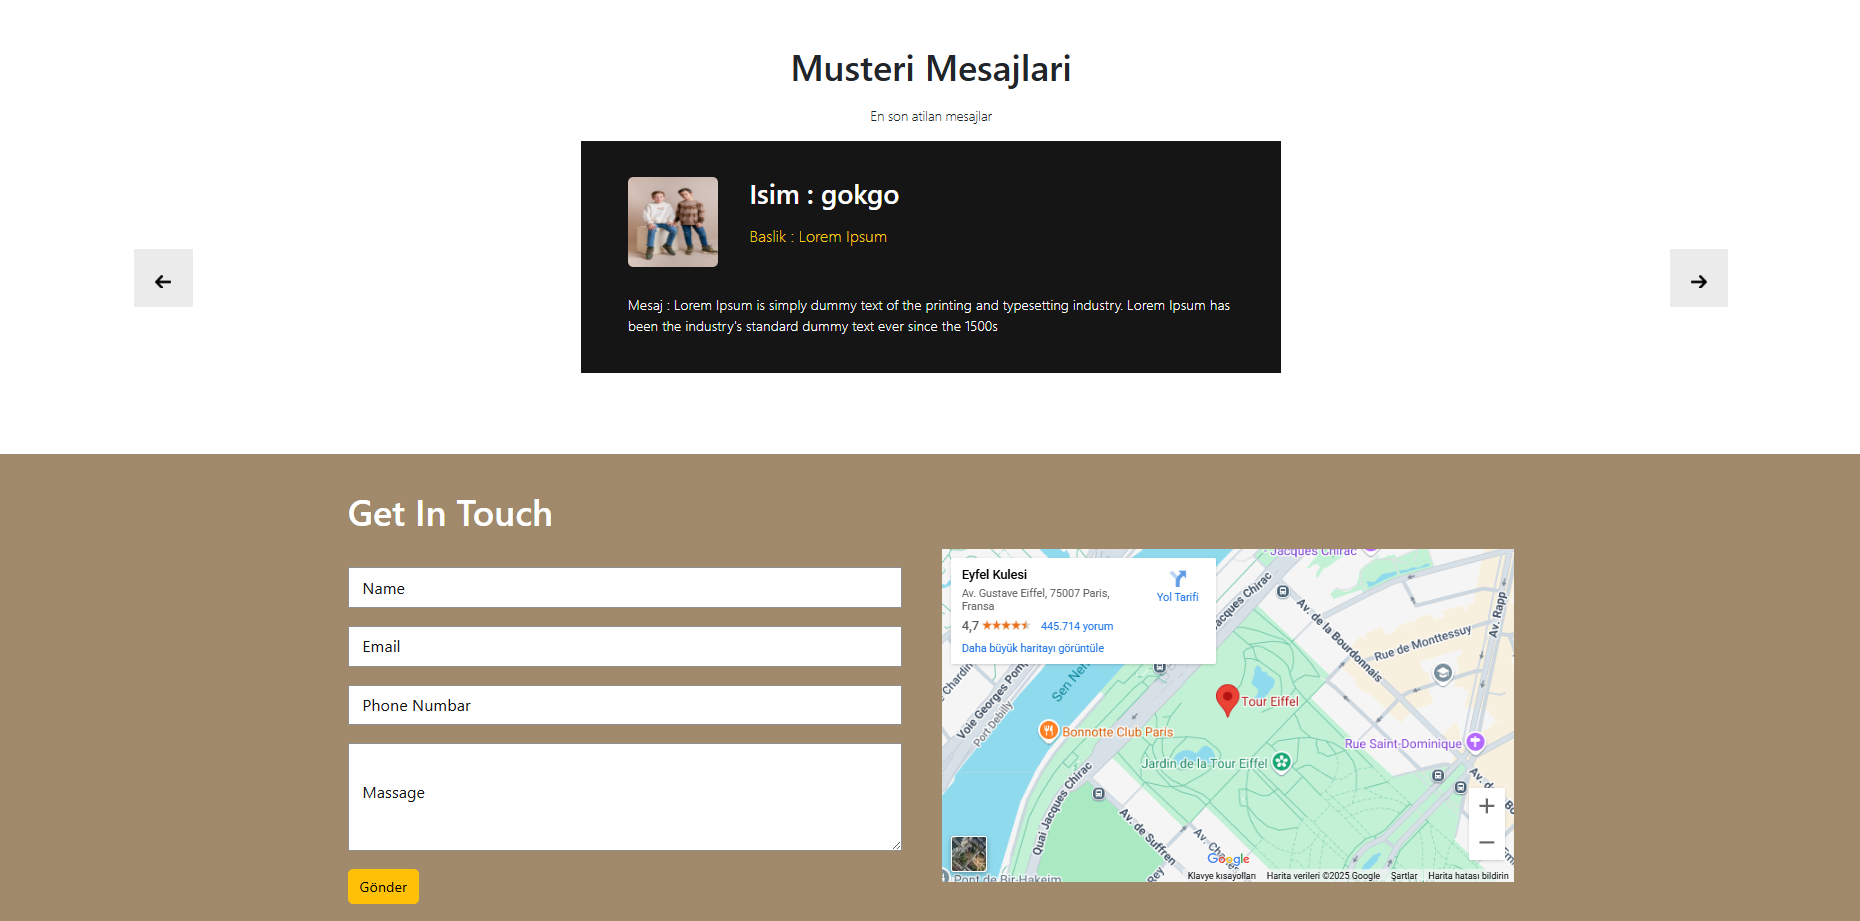 Musteri Mesajlari
En son atilan mesajlar
Isim : gokgo
Baslik : Lorem Ipsum
Mesaj : Lorem Ipsum is simply dummy text of the printing and typesetting industry. Lorem Ipsum has
been the industry's standard dummy text ever since the 1500s
Get In Touch
Name
Email
Phone Numbar
Massage
Gönder
Eyfel Kulesi
Av. Gustave Eiffel, 75007 Paris,
Fransa
Yol Tarifi
4,7
445.714 yorum
Daha büyük haritayı görüntüle
Jacques Chirac
Jacques Chirac
Av. de la Bourdonnais
Rue de Monttessuy
Av. Rapp
Voie Georges Pom
Port Debilly
Sen Neh
Tour Eiffel
Bonnotte Club Paris
Rue Saint-Dominique
Jardin de la Tour Eiffel
Quai Jacques Chirac
Av. de Suffren
Pont de Bir-Hakeim
Google
Klavye kısayolları
Harita verileri ©2025 Google
Şartlar
Harita hatası bildirin